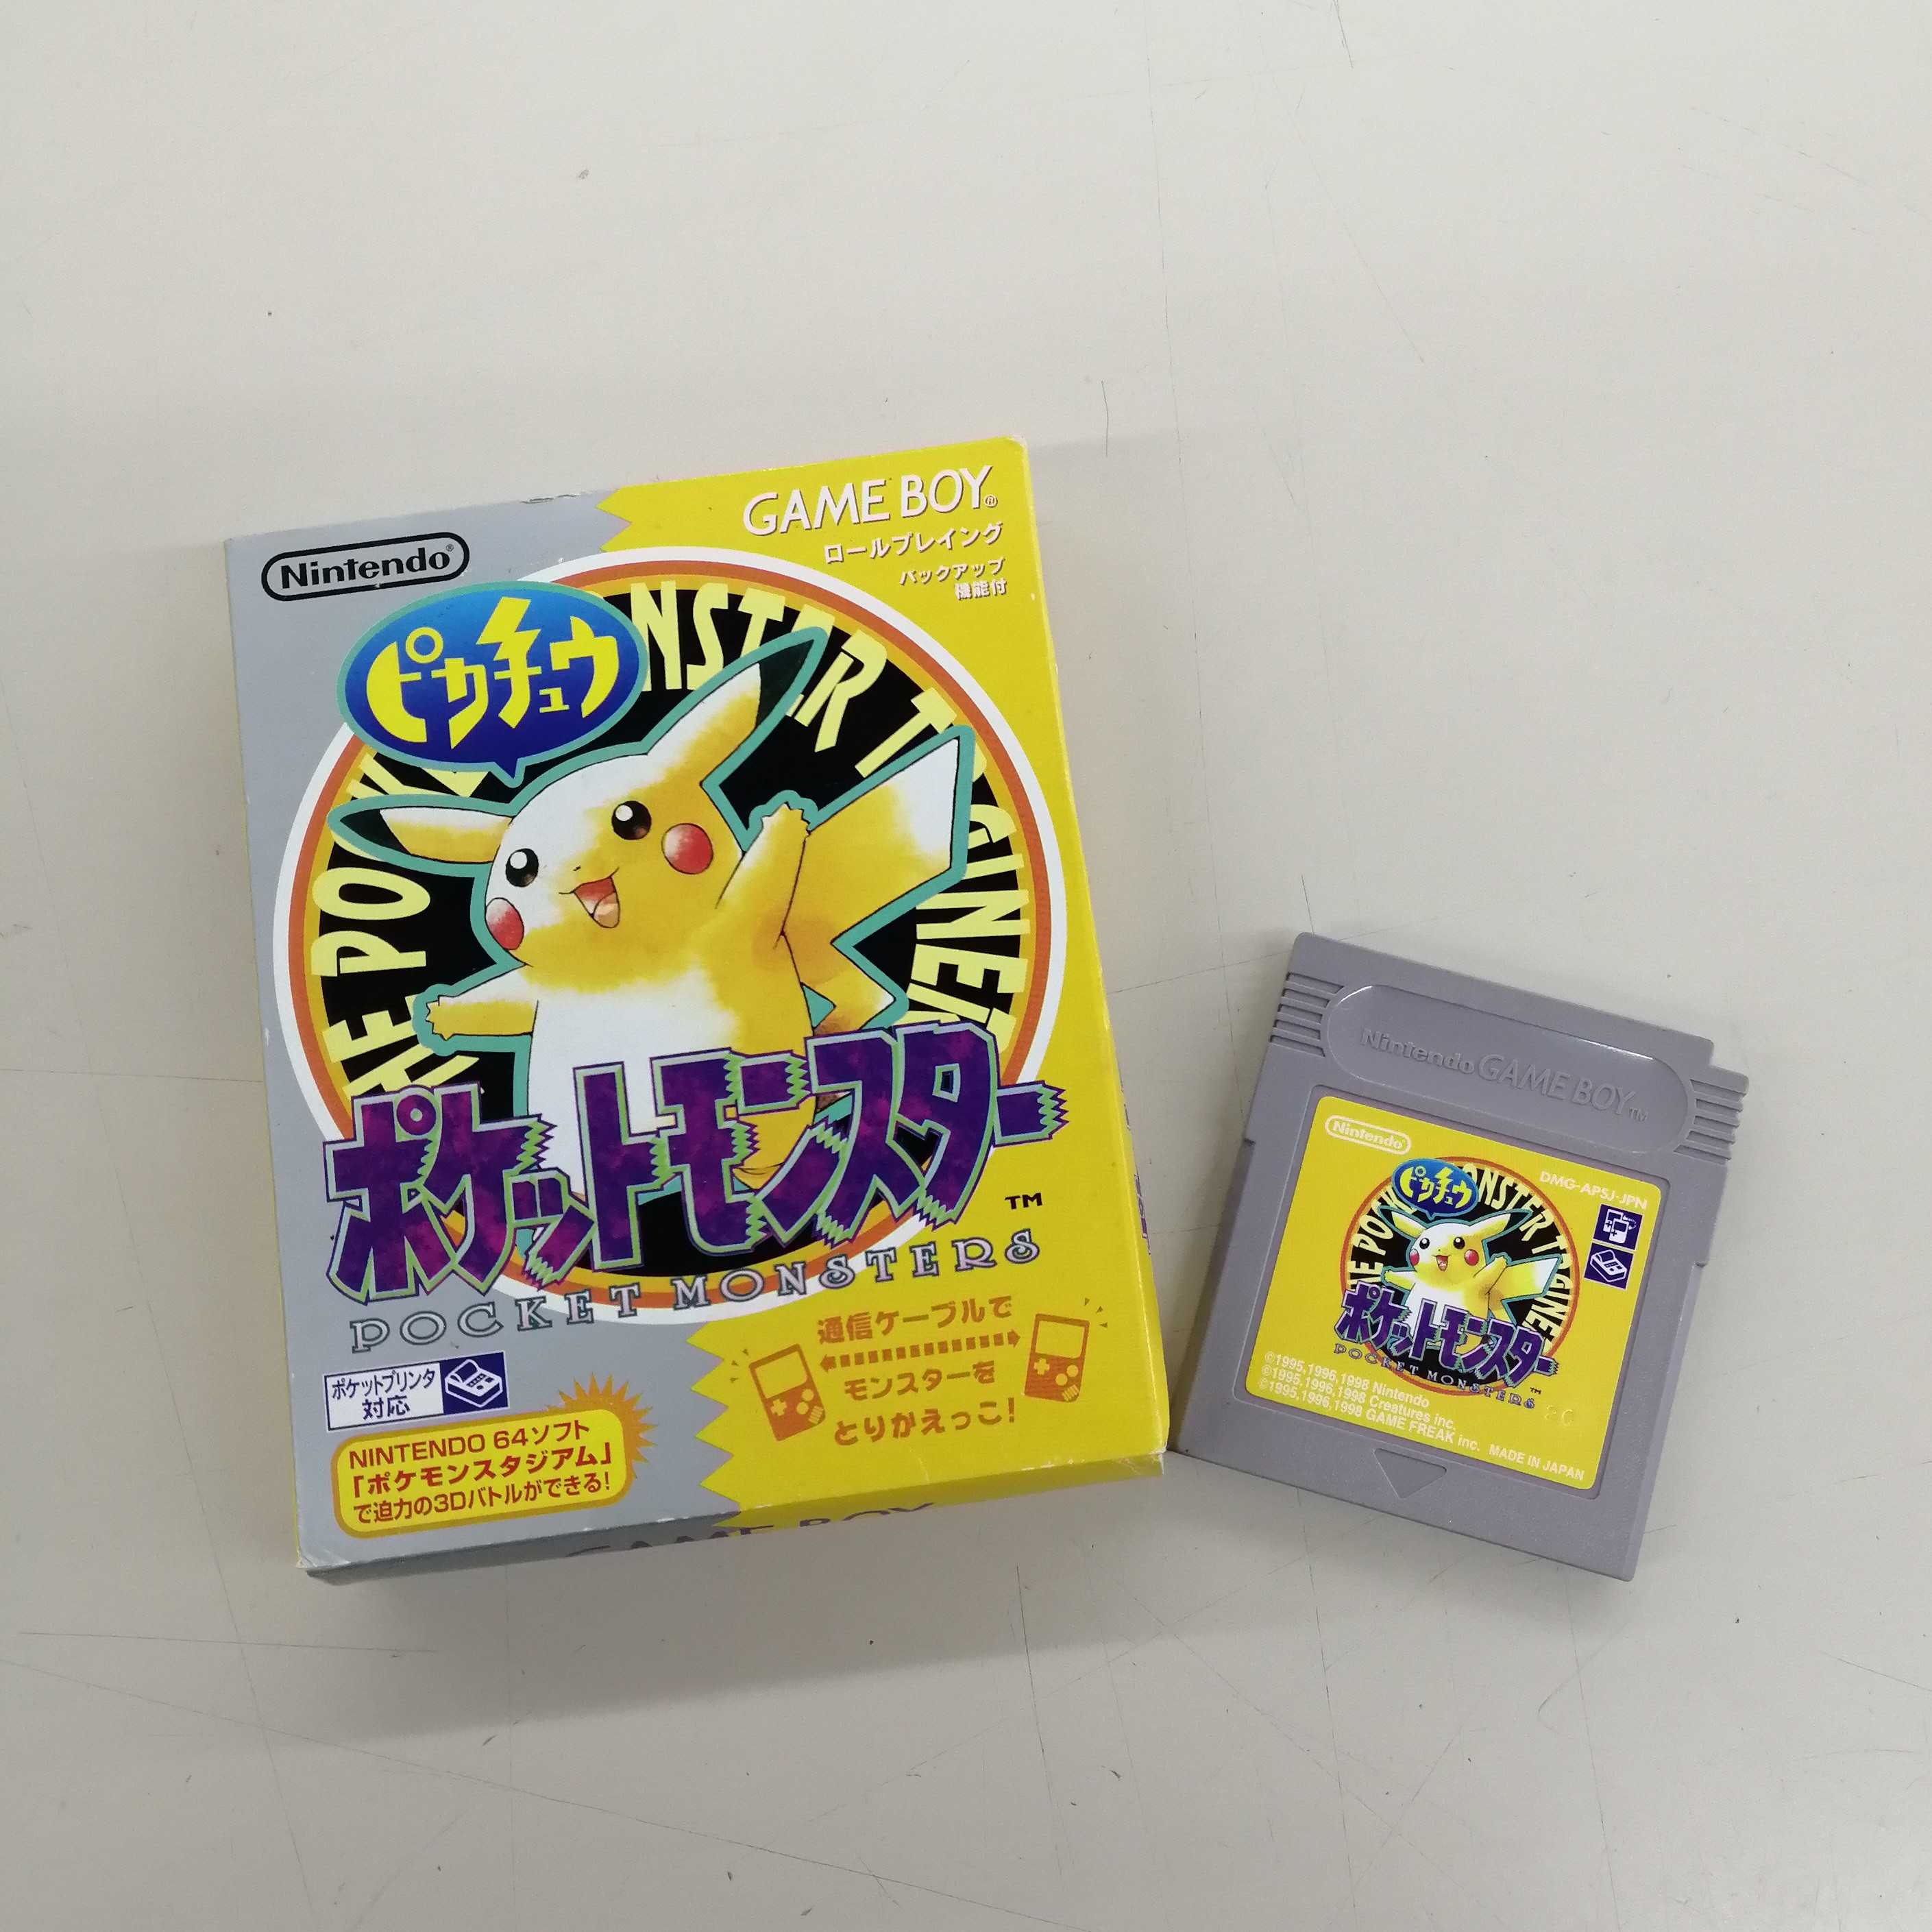 Nintendo®
GAME BOY®
ロールプレイング
バックアップ
機能付
ピカチュウ
ポケットモンスター
TM
POCKET MONSTERS
通信ケーブルで
モンスターを
とりかえっこ!
ポケットプリンタ
対応
NINTENDO 64ソフト
「ポケモンスタジアム」
で迫力の3Dバトルができる!
GAME BOY
Nintendo GAME BOY TM
Nintendo®
DMG-APSJ-JPN
ピカチュウ
ポケットモンスター
POCKET MONSTERS TM
©1995,1996,1998 Nintendo
©1995,1996,1998 Creatures inc.
©1995,1996,1998 GAME FREAK inc. MADE IN JAPAN